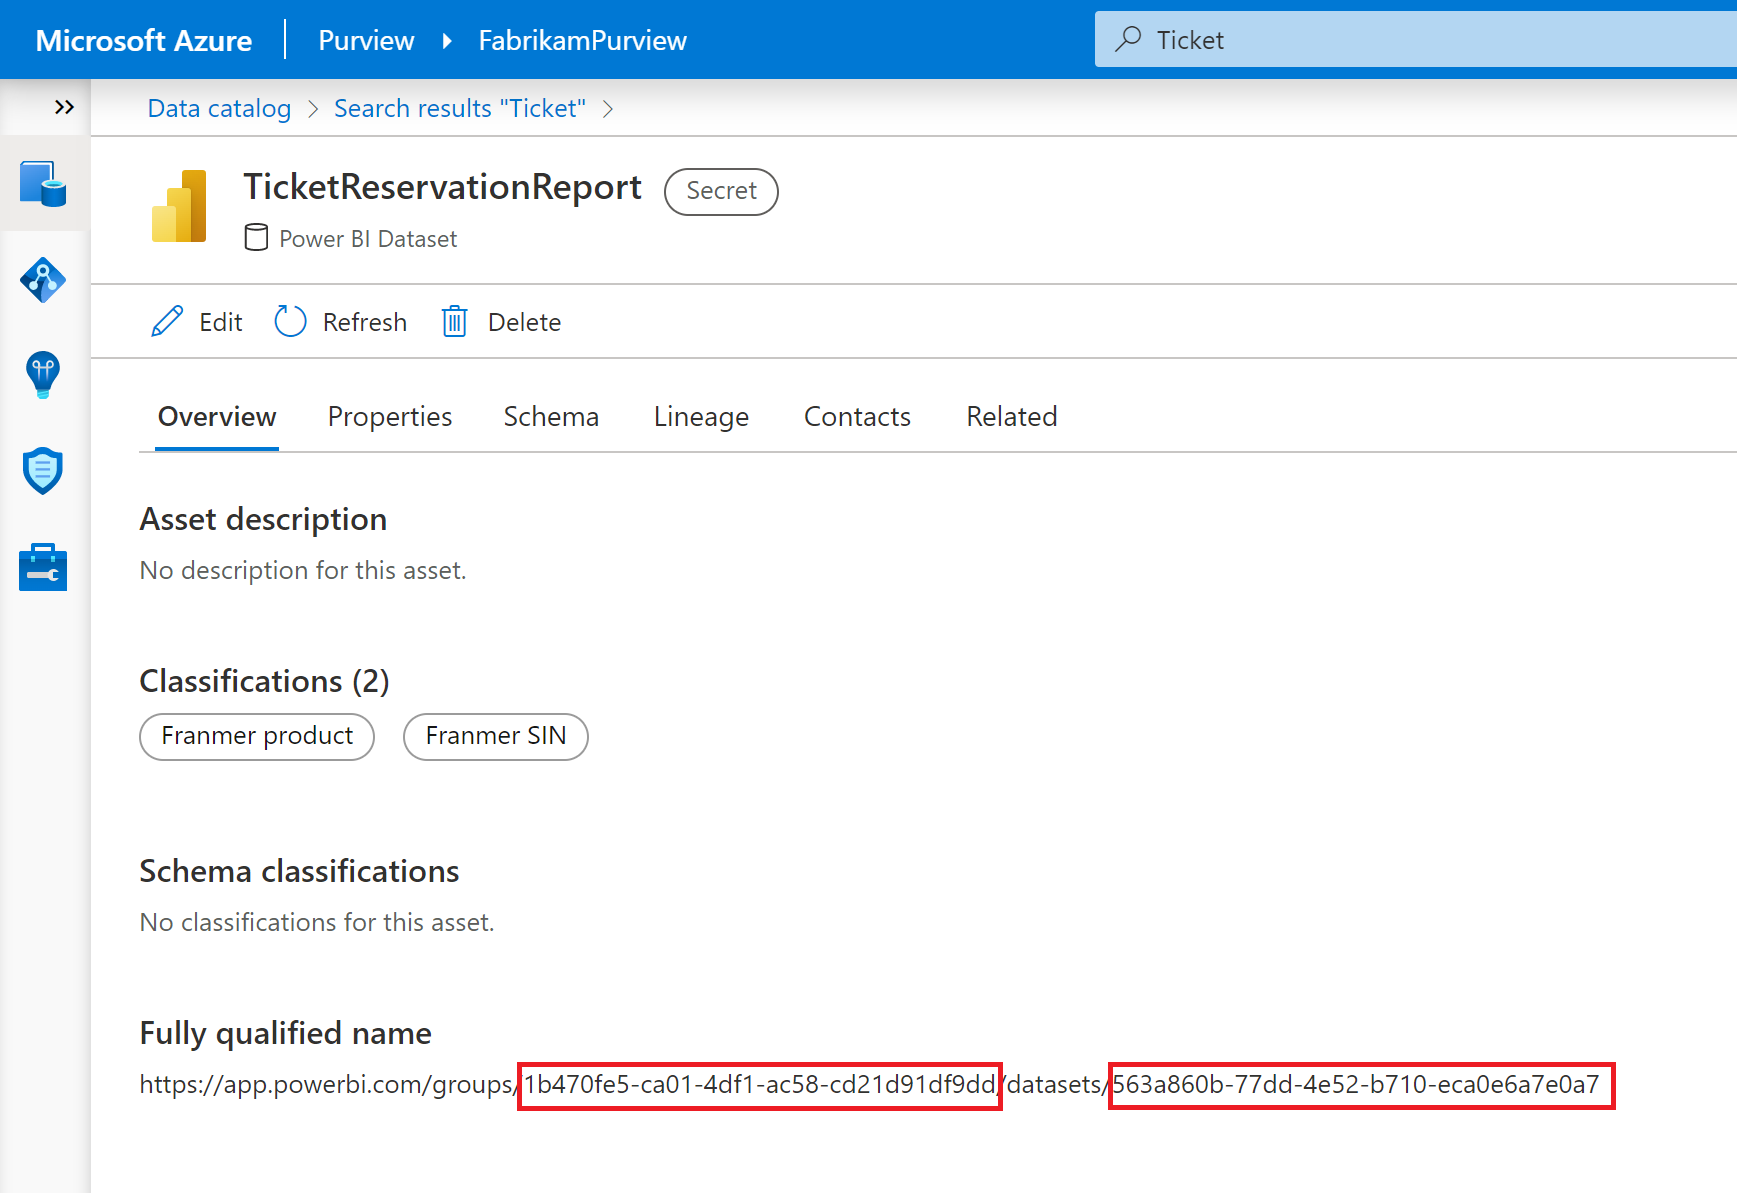 Microsoft Azure Purview FabrikamPurview Ticket
Data catalog Search results "Ticket"
TicketReservationReport Secret
Power BI Dataset
Edit Refresh Delete
Overview Properties Schema Lineage Contacts Related
Asset description
No description for this asset.
Classifications (2)
Franmer product Franmer SIN
Schema classifications
No classifications for this asset.
Fully qualified name
https://app.powerbi.com/groups/1b470fe5-ca01-4df1-ac58-cd21d91df9dd/datasets/563a860b-77dd-4e52-b710-eca0e6a7e0a7